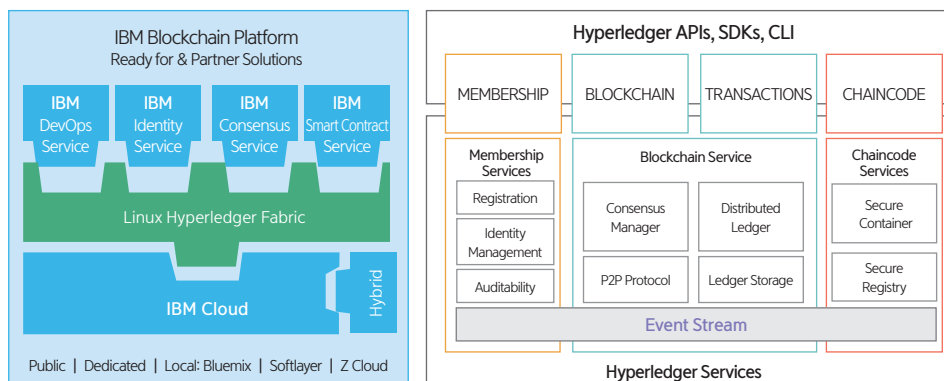 IBM Blockchain Platform
Ready for & Partner Solutions
IBM
DevOps
Service
IBM
Identity
Service
IBM
Consensus
Service
IBM
Smart Contract
Service
Linux Hyperledger Fabric
IBM Cloud
Hybrid
Public | Dedicated | Local: Bluemix | Softlayer | Z Cloud
Hyperledger APIs, SDKs, CLI
MEMBERSHIP
BLOCKCHAIN
TRANSACTIONS
CHAINCODE
Membership
Services
Registration
Identity
Management
Auditability
Blockchain Service
Consensus
Manager
Distributed
Ledger
P2P Protocol
Ledger Storage
Chaincode
Services
Secure
Container
Secure
Registry
Event Stream
Hyperledger Services